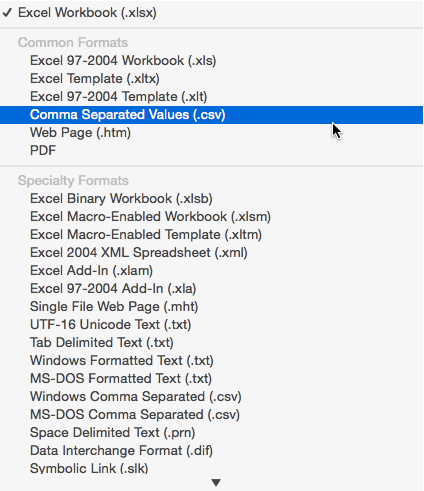 ✓ Excel Workbook (.xlsx)
Common Formats
Excel 97-2004 Workbook (.xls)
Excel Template (.xltx)
Excel 97-2004 Template (.xlt)
Comma Separated Values (.csv)
Web Page (.htm)
PDF
Specialty Formats
Excel Binary Workbook (.xlsb)
Excel Macro-Enabled Workbook (.xlsm)
Excel Macro-Enabled Template (.xltm)
Excel 2004 XML Spreadsheet (.xml)
Excel Add-In (.xlam)
Excel 97-2004 Add-In (.xla)
Single File Web Page (.mht)
UTF-16 Unicode Text (.txt)
Tab Delimited Text (.txt)
Windows Formatted Text (.txt)
MS-DOS Formatted Text (.txt)
Windows Comma Separated (.csv)
MS-DOS Comma Separated (.csv)
Space Delimited Text (.prn)
Data Interchange Format (.dif)
Symbolic Link (.slk)